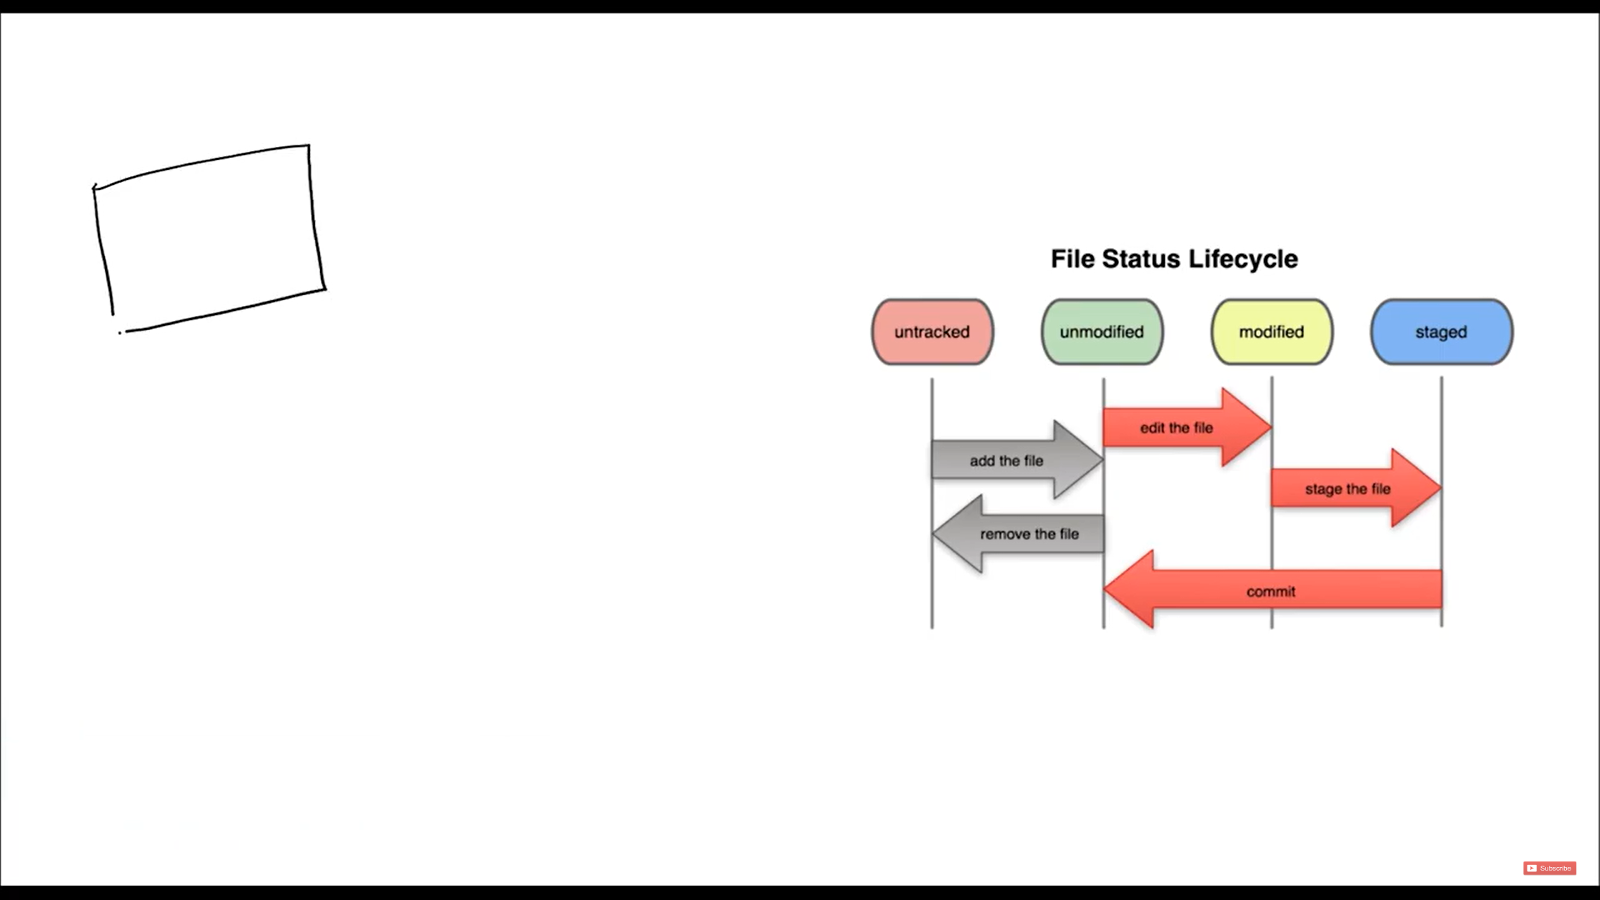 File Status Lifecycle
untracked unmodified modified staged
edit the file
add the file
stage the file
remove the file
commit
Subscribe